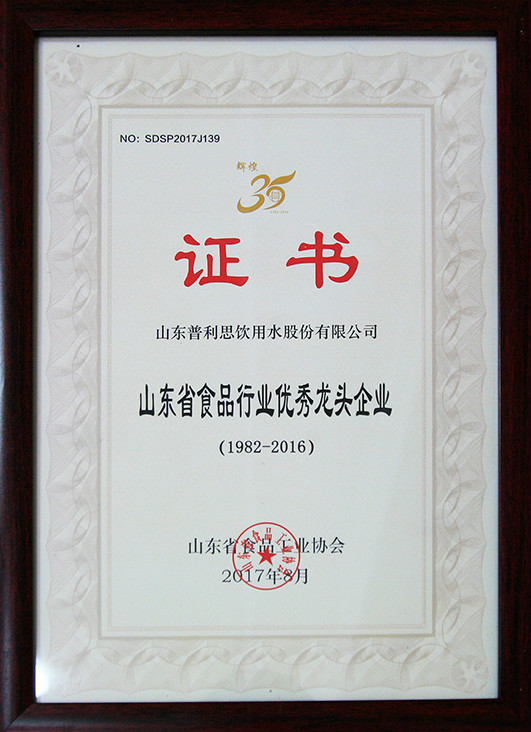 NO: SDSP2017J139
辉煌
35
证书
山东普利思饮用水股份有限公司
山东省食品行业优秀龙头企业
(1982-2016)
山东省食品工业协会
2017年8月